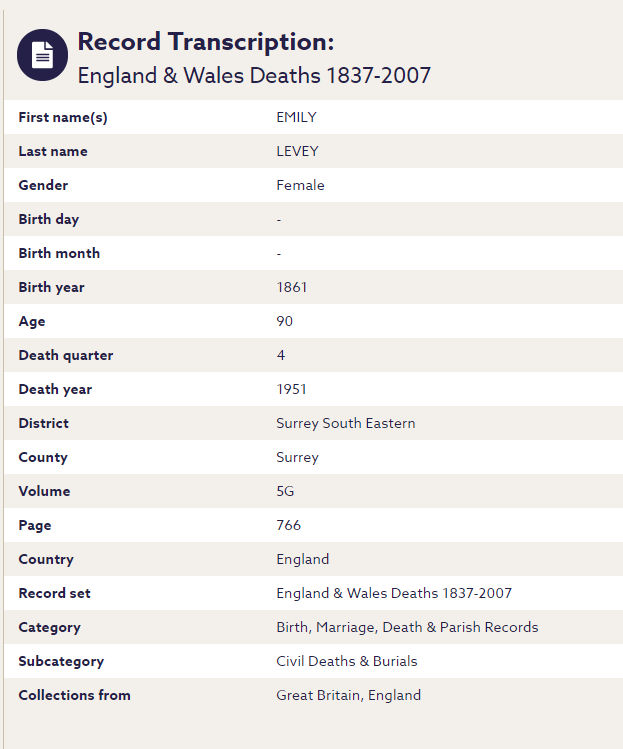 Record Transcription:
England & Wales Deaths 1837-2007
First name(s) EMILY
Last name LEVEY
Gender Female
Birth day -
Birth month -
Birth year 1861
Age 90
Death quarter 4
Death year 1951
District Surrey South Eastern
County Surrey
Volume 5G
Page 766
Country England
Record set England & Wales Deaths 1837-2007
Category Birth, Marriage, Death & Parish Records
Subcategory Civil Deaths & Burials
Collections from Great Britain, England